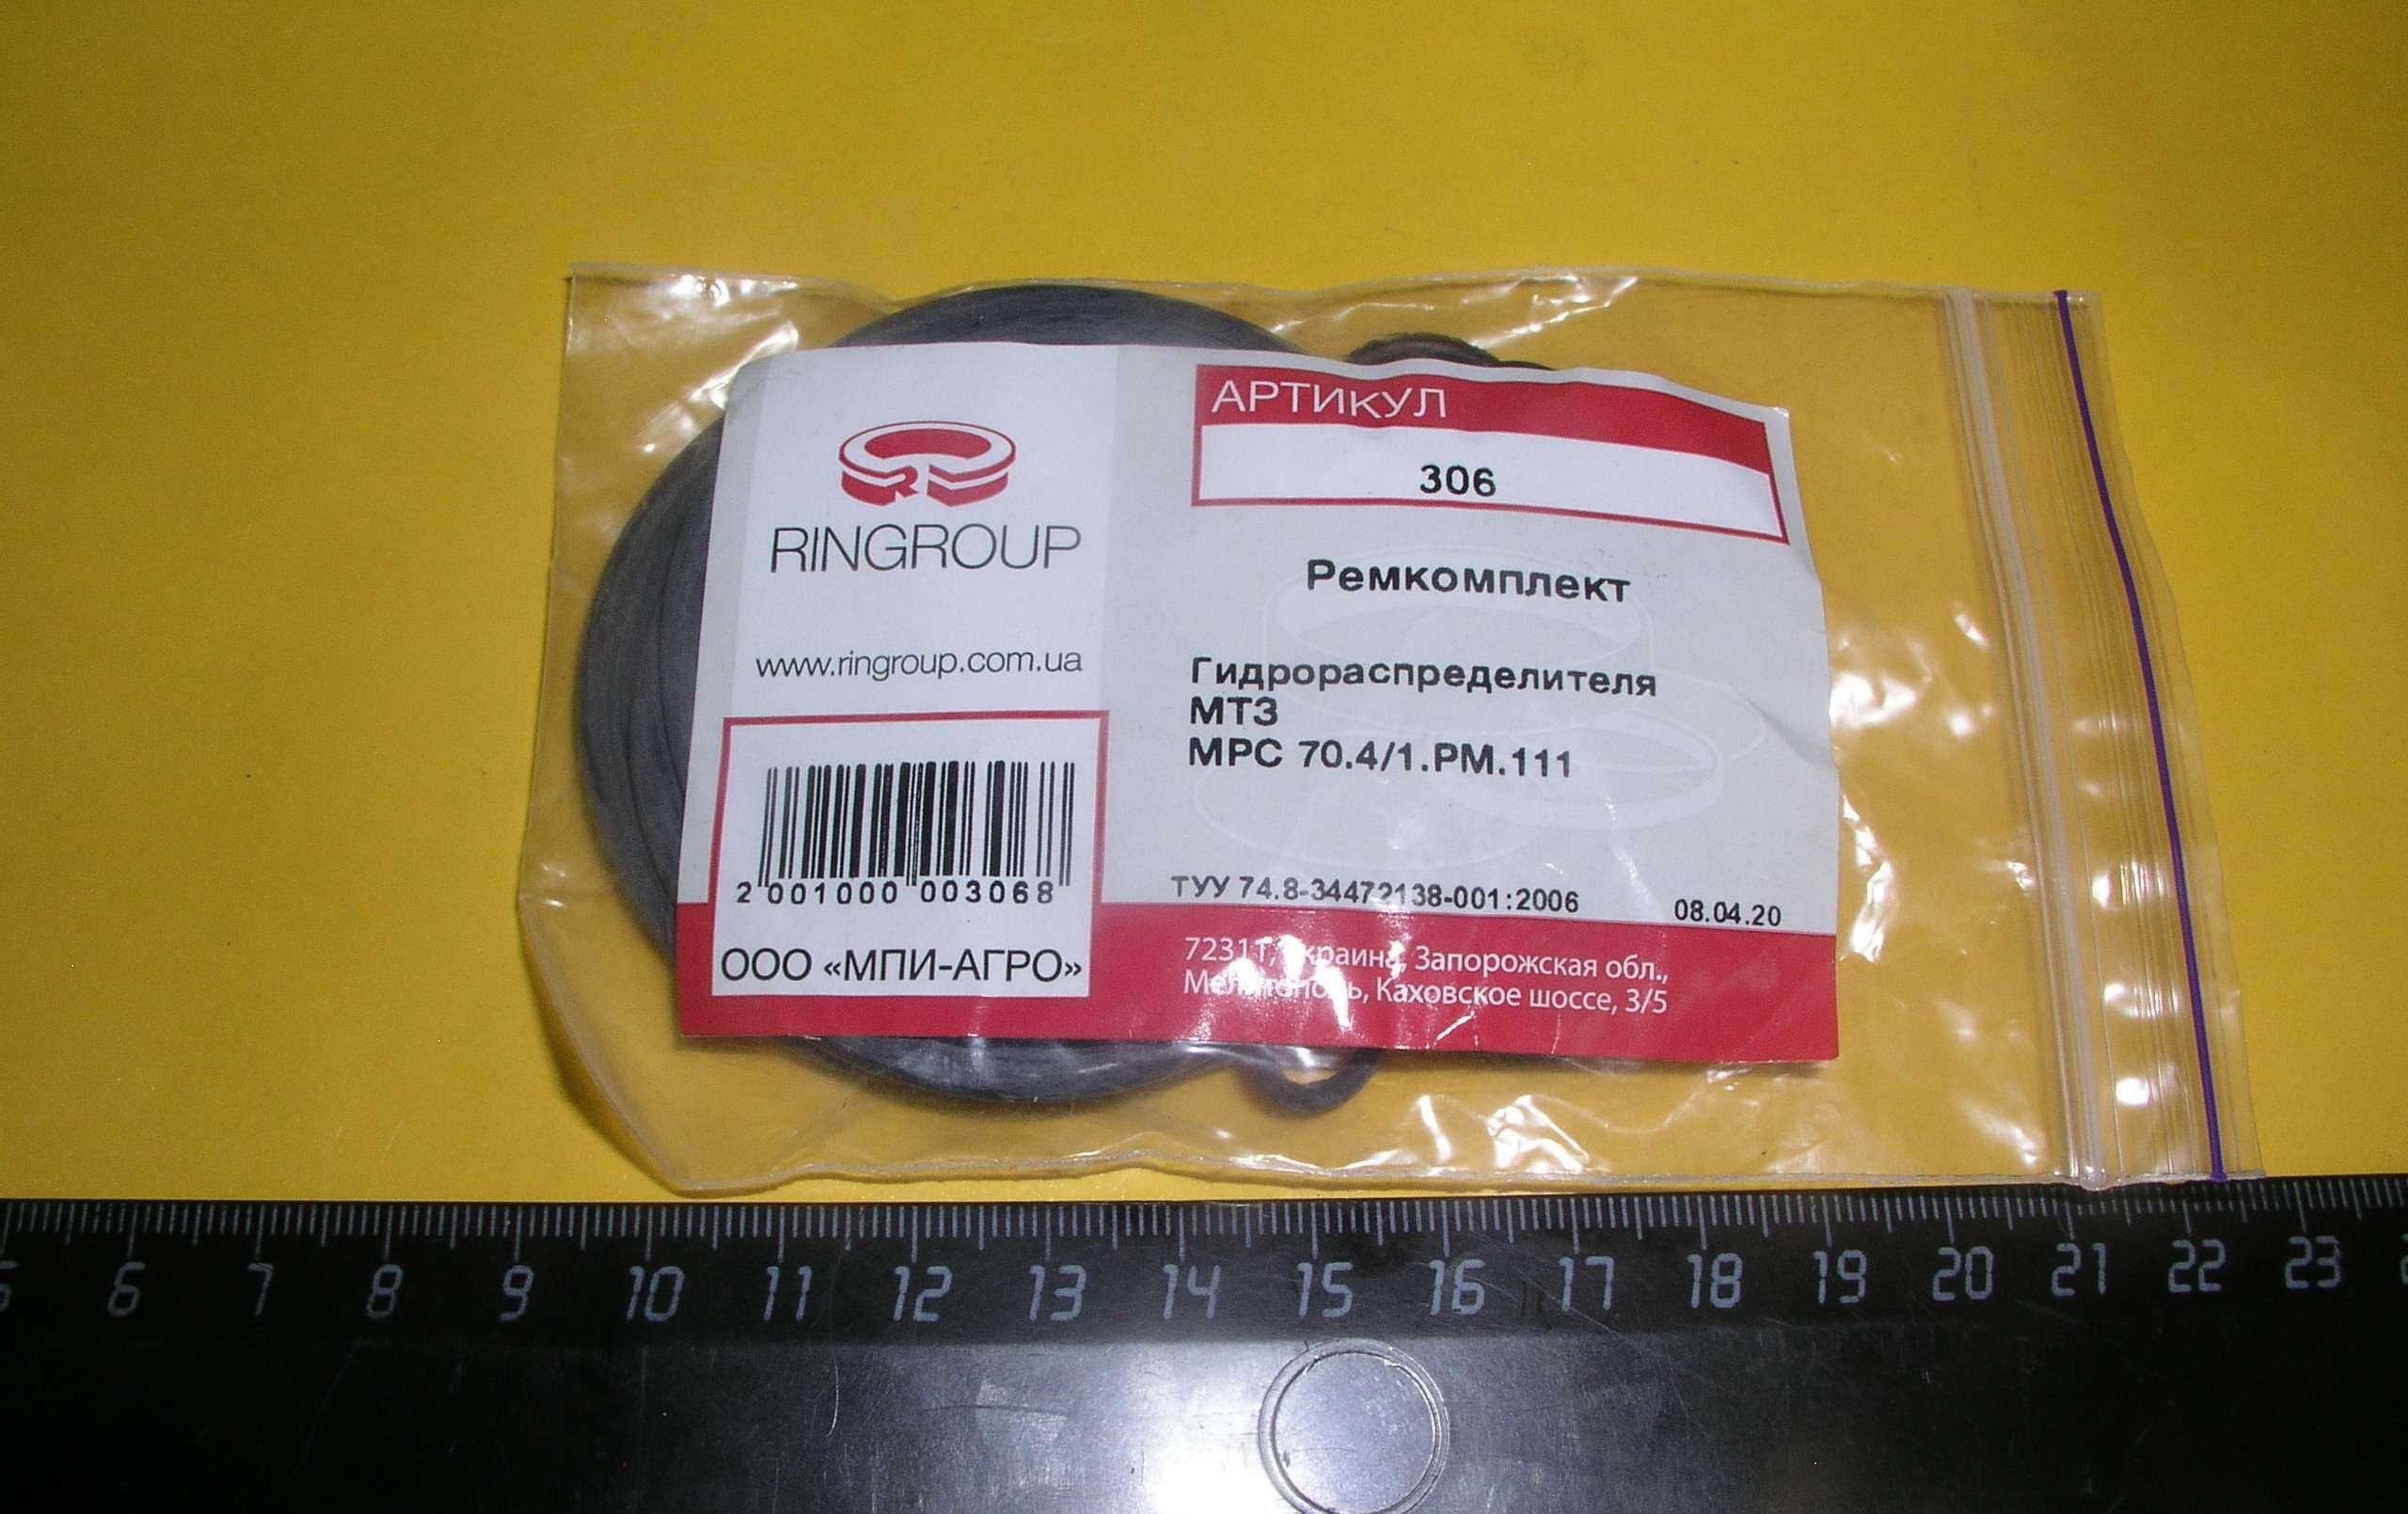 АРТИКУЛ
306
RINGROUP
www.ringroup.com.ua
Ремкомплект
Гидрораспределителя
МТЗ
МРС 70.4/1.РМ.111
2 001000 003068
ТУУ 74.8-34472138-001:2006
08.04.20
ООО «МПИ-АГРО»
Запорожская обл.,
Каховское шоссе, 3/5
6 7 8 9 10 11 12 13 14 15 16 17 18 19 20 21 22 23